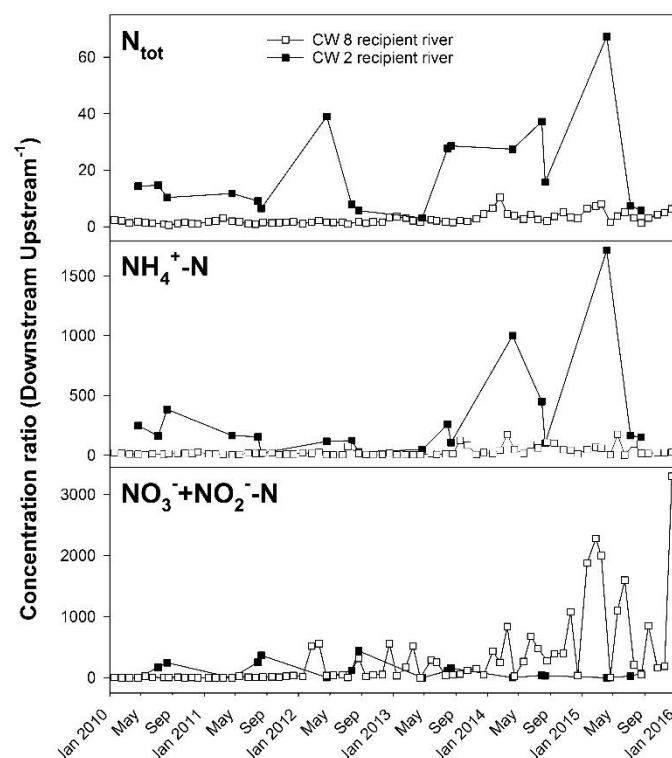 N_tot
CW 8 recipient river
CW 2 recipient river
60
40
20
0
NH₄⁺-N
1500
1000
500
0
NO₃⁻+NO₂⁻-N
3000
2000
1000
0
Concentration ratio (Downstream Upstream⁻¹)
Jan 2010
May
Sep
Jan 2011
May
Sep
Jan 2012
May
Sep
Jan 2013
May
Sep
Jan 2014
May
Sep
Jan 2015
May
Sep
Jan 2016